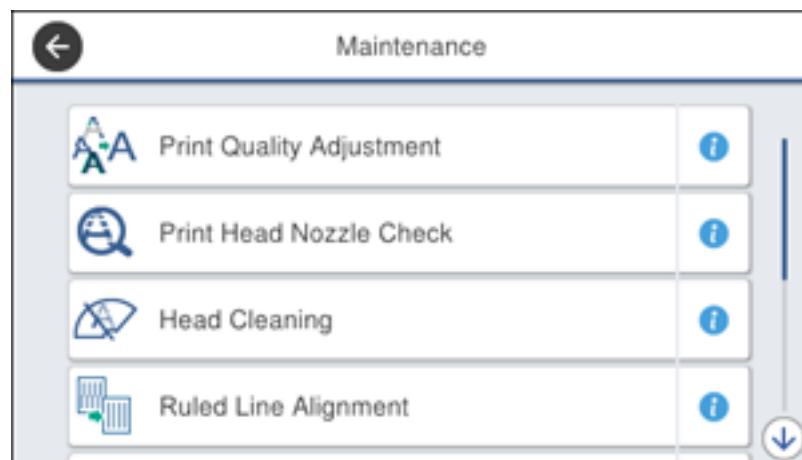 Maintenance
Print Quality Adjustment
Print Head Nozzle Check
Head Cleaning
Ruled Line Alignment